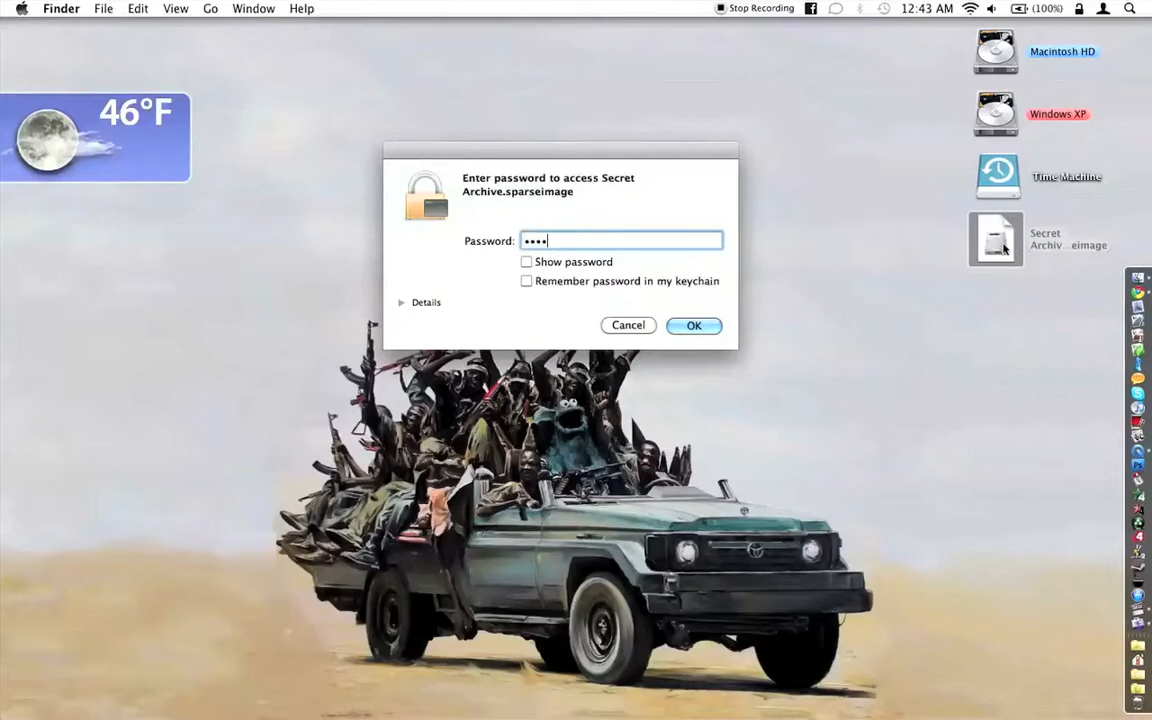 Finder File Edit View Go Window Help Stop Recording 12:43 AM (100%)
Macintosh HD
46°F
Windows XP
Enter password to access Secret
Archive.sparseimage
Time Machine
Password: ••••
Secret
Archiv...eimage
Show password
Remember password in my keychain
Details
Cancel OK